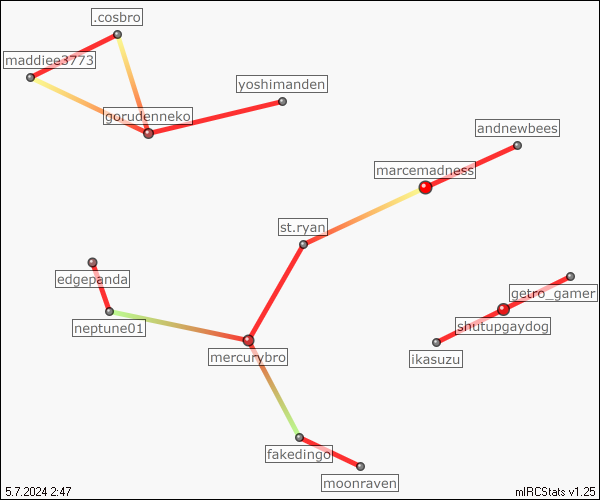 .cosbro
maddiee3773
yoshimanden
gorudenneko
andnewbees
marcemadness
st.ryan
edgepanda
getro_gamer
neptune01
shutupgaydog
mercurybro
ikasuzu
fakedingo
moonraven
5.7.2024 2:47
mIRCStats v1.25